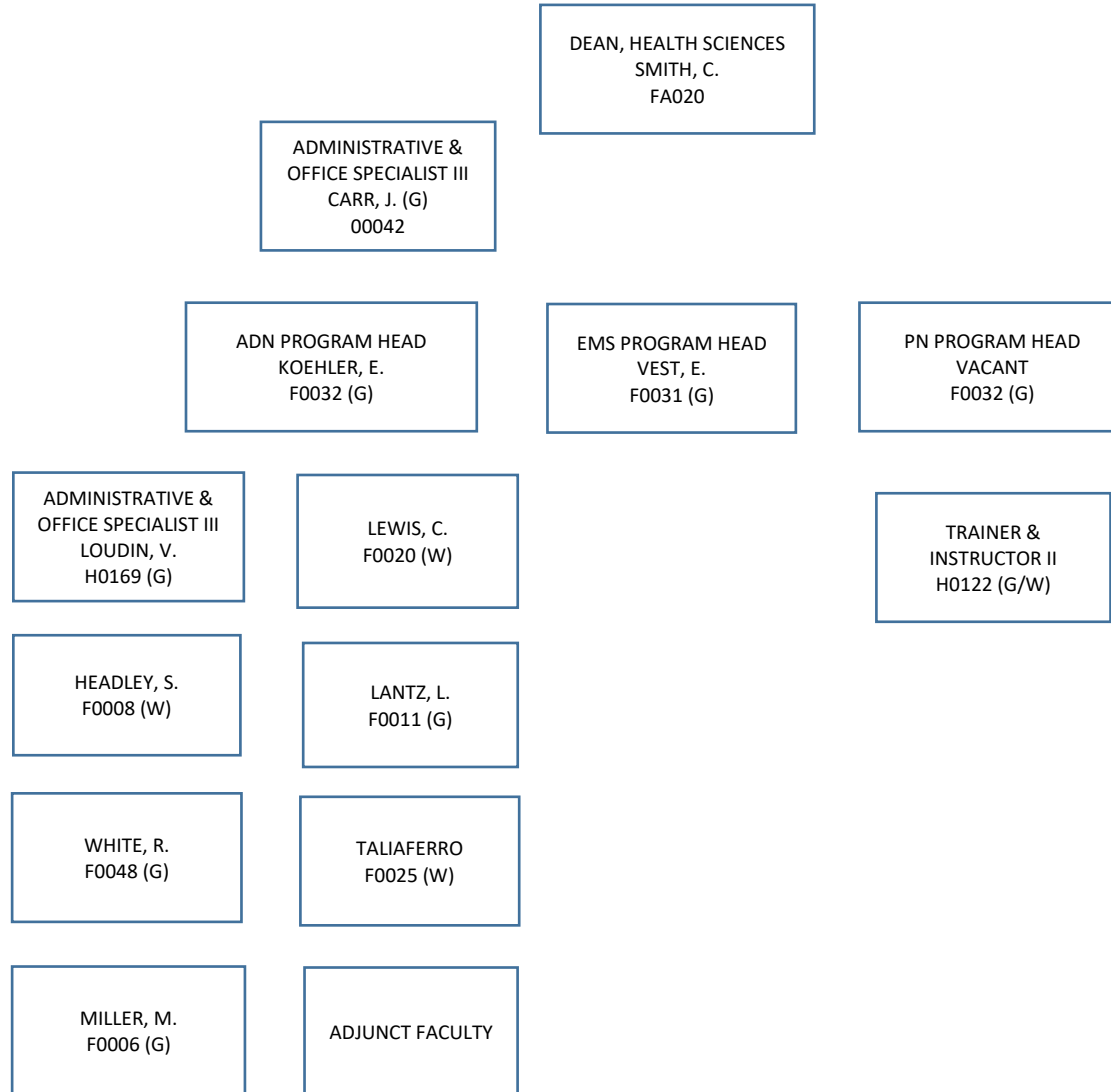 DEAN, HEALTH SCIENCES
SMITH, C.
FA020
ADMINISTRATIVE &
OFFICE SPECIALIST III
CARR, J. (G)
00042
ADN PROGRAM HEAD
KOEHLER, E.
F0032 (G)
EMS PROGRAM HEAD
VEST, E.
F0031 (G)
PN PROGRAM HEAD
VACANT
F0032 (G)
ADMINISTRATIVE &
OFFICE SPECIALIST III
LOUDIN, V.
H0169 (G)
LEWIS, C.
F0020 (W)
TRAINER &
INSTRUCTOR II
H0122 (G/W)
HEADLEY, S.
F0008 (W)
LANTZ, L.
F0011 (G)
WHITE, R.
F0048 (G)
TALIAFERRO
F0025 (W)
MILLER, M.
F0006 (G)
ADJUNCT FACULTY